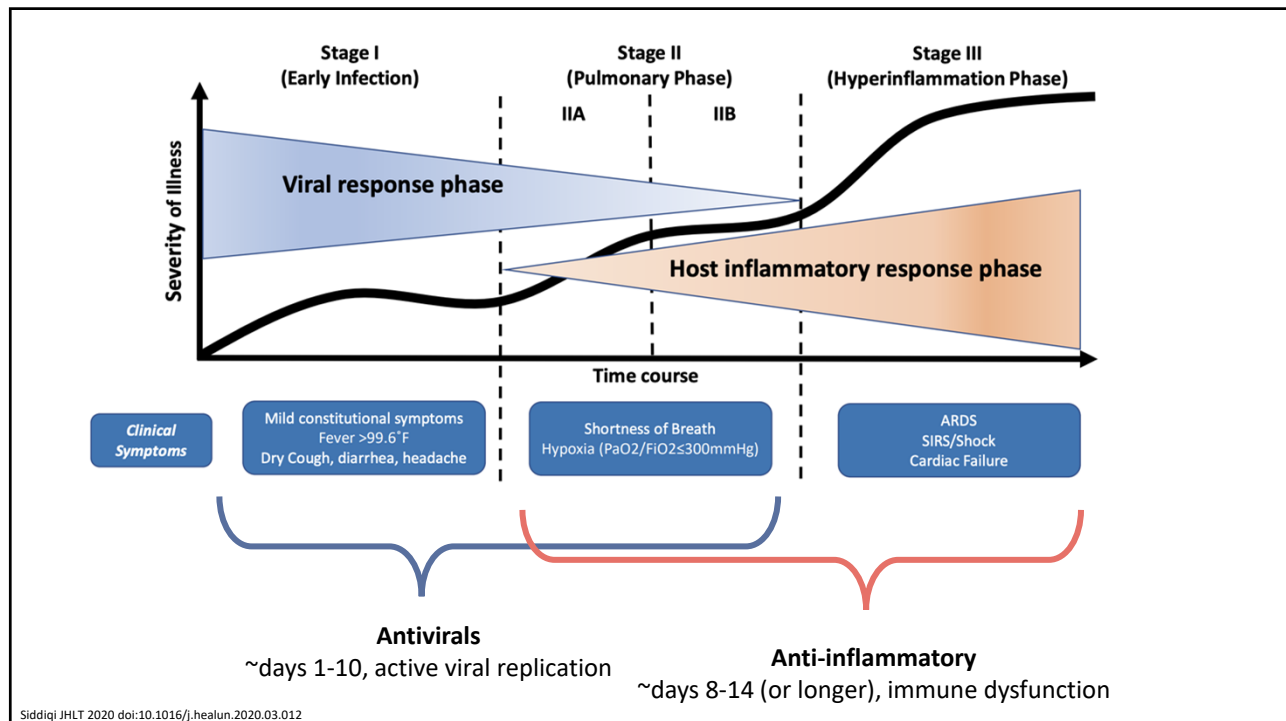 Stage I
(Early Infection)
Stage II
(Pulmonary Phase)
Stage III
(Hyperinflammation Phase)
IIA
IIB
Severity of Illness
Viral response phase
Host inflammatory response phase
Time course
Clinical
Symptoms
Mild constitutional symptoms
Fever >99.6°F
Dry Cough, diarrhea, headache
Shortness of Breath
Hypoxia (PaO2/FiO2≤300mmHg)
ARDS
SIRS/Shock
Cardiac Failure
Antivirals
~days 1-10, active viral replication
Anti-inflammatory
~days 8-14 (or longer), immune dysfunction
Siddiqi JHLT 2020 doi:10.1016/j.healun.2020.03.012